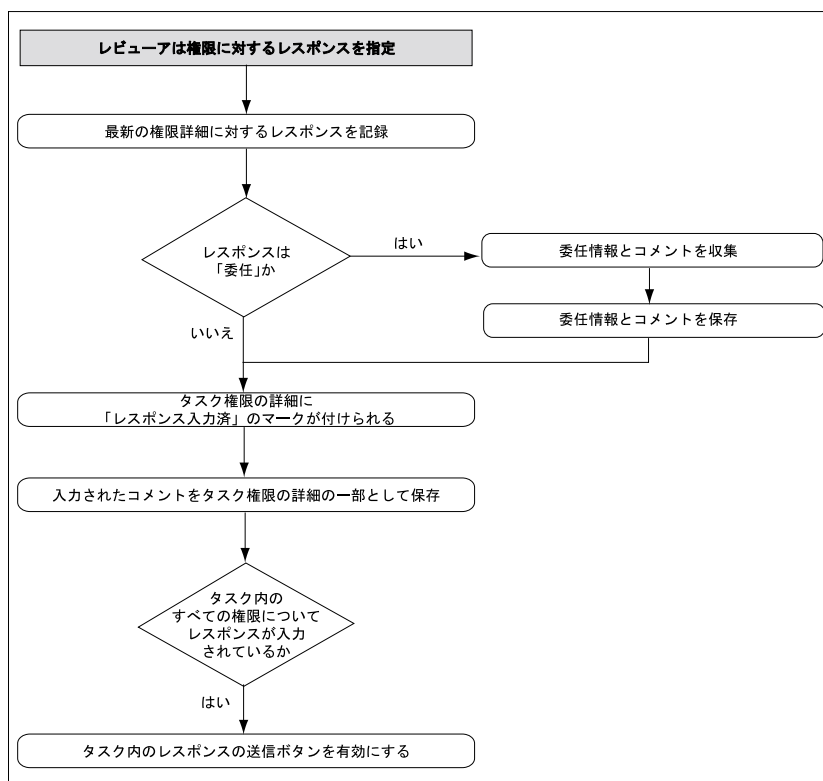 レビューアは権限に対するレスポンスを指定
最新の権限詳細に対するレスポンスを記録
レスポンスは
「委任」か
はい
委任情報とコメントを収集
委任情報とコメントを保存
いいえ
タスク権限の詳細に
「レスポンス入力済」のマークが付けられる
入力されたコメントをタスク権限の詳細の一部として保存
タスク内の
すべての権限について
レスポンスが入力
されているか
はい
タスク内のレスポンスの送信ボタンを有効にする